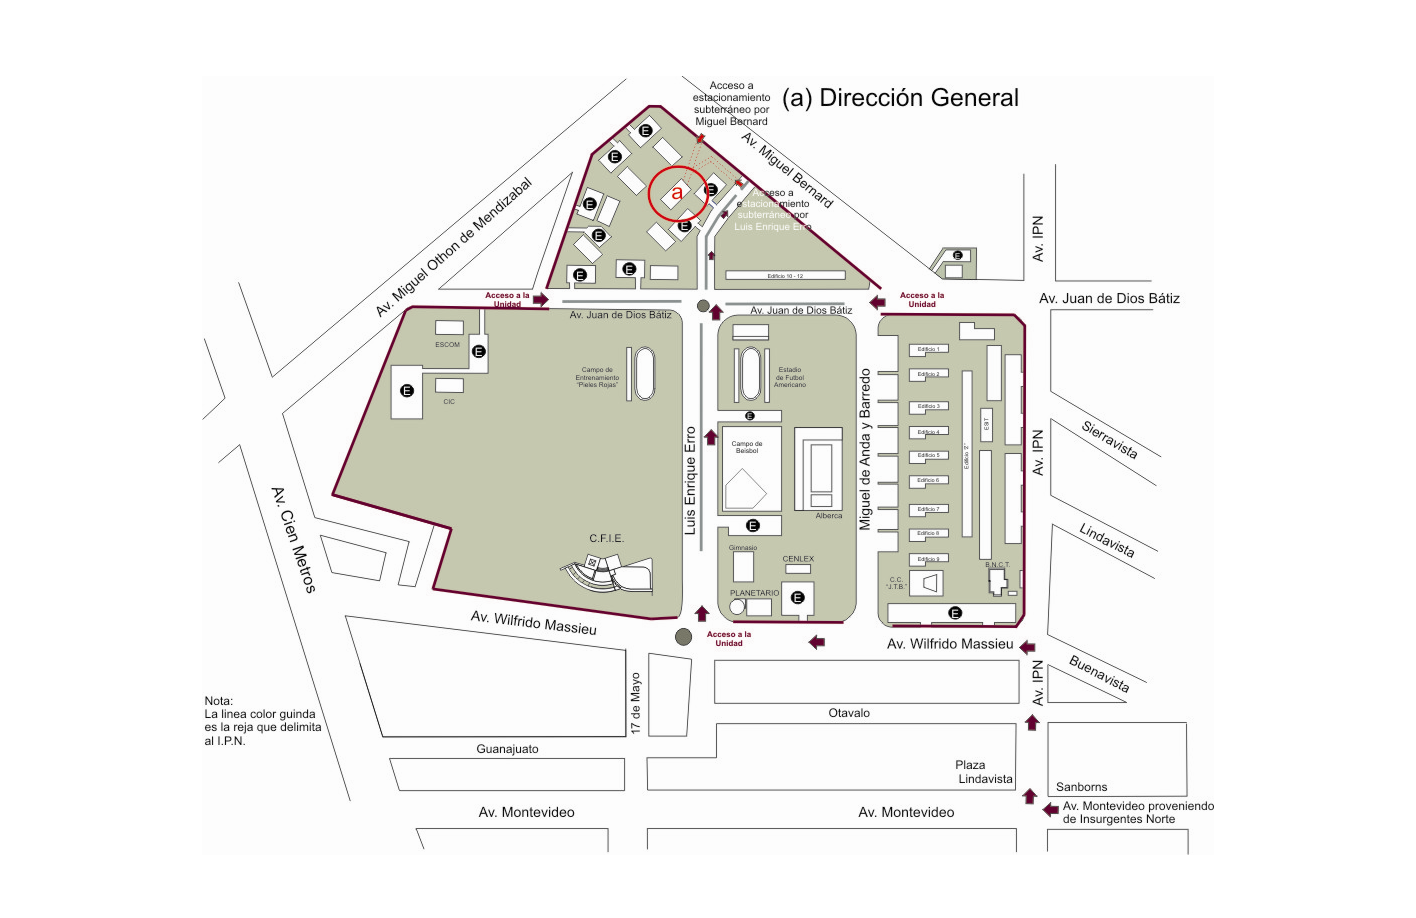 Acceso a
estacionamiento
subterráneo por
Miguel Bernard
(a) Dirección General
Av. Miguel Bernard
E
E
a
E
Acceso a
estacionamiento
subterráneo por
Luis Enrique Erro
E
E
E
E
E
Edificio 10 - 12
E
Av. IPN
Av. Miguel Othon de Mendizabal
Acceso a la
Unidad
Av. Juan de Dios Bátiz
Av. Juan de Dios Bátiz
Acceso a la
Unidad
Av. Juan de Dios Bátiz
ESCOM
E
E
CIC
Campo de
Entrenamiento
"Pieles Rojas"
Estadio
de Futbol
Americano
E
Campo de
Beisbol
Alberca
E
Luis Enrique Erro
Miguel de Anda y Barredo
Edificio 1
Edificio 2
Edificio 3
Edificio 4
Edificio 5
Edificio 6
Edificio 7
Edificio 8
Edificio 9
Edificio "Z"
Av. IPN
Sierravista
Lindavista
Av. Cien Metros
C.F.I.E.
Gimnasio
CENLEX
PLANETARIO
E
C.C.
"J.T.B."
B.N.C.T.
E
Av. Wilfrido Massieu
Acceso a la
Unidad
Av. Wilfrido Massieu
Av. IPN
Buenavista
Nota:
La linea color guinda
es la reja que delimita
al I.P.N.
17 de Mayo
Otavalo
Guanajuato
Plaza
Lindavista
Sanborns
Av. Montevideo
Av. Montevideo
Av. Montevideo proveniendo
de Insurgentes Norte